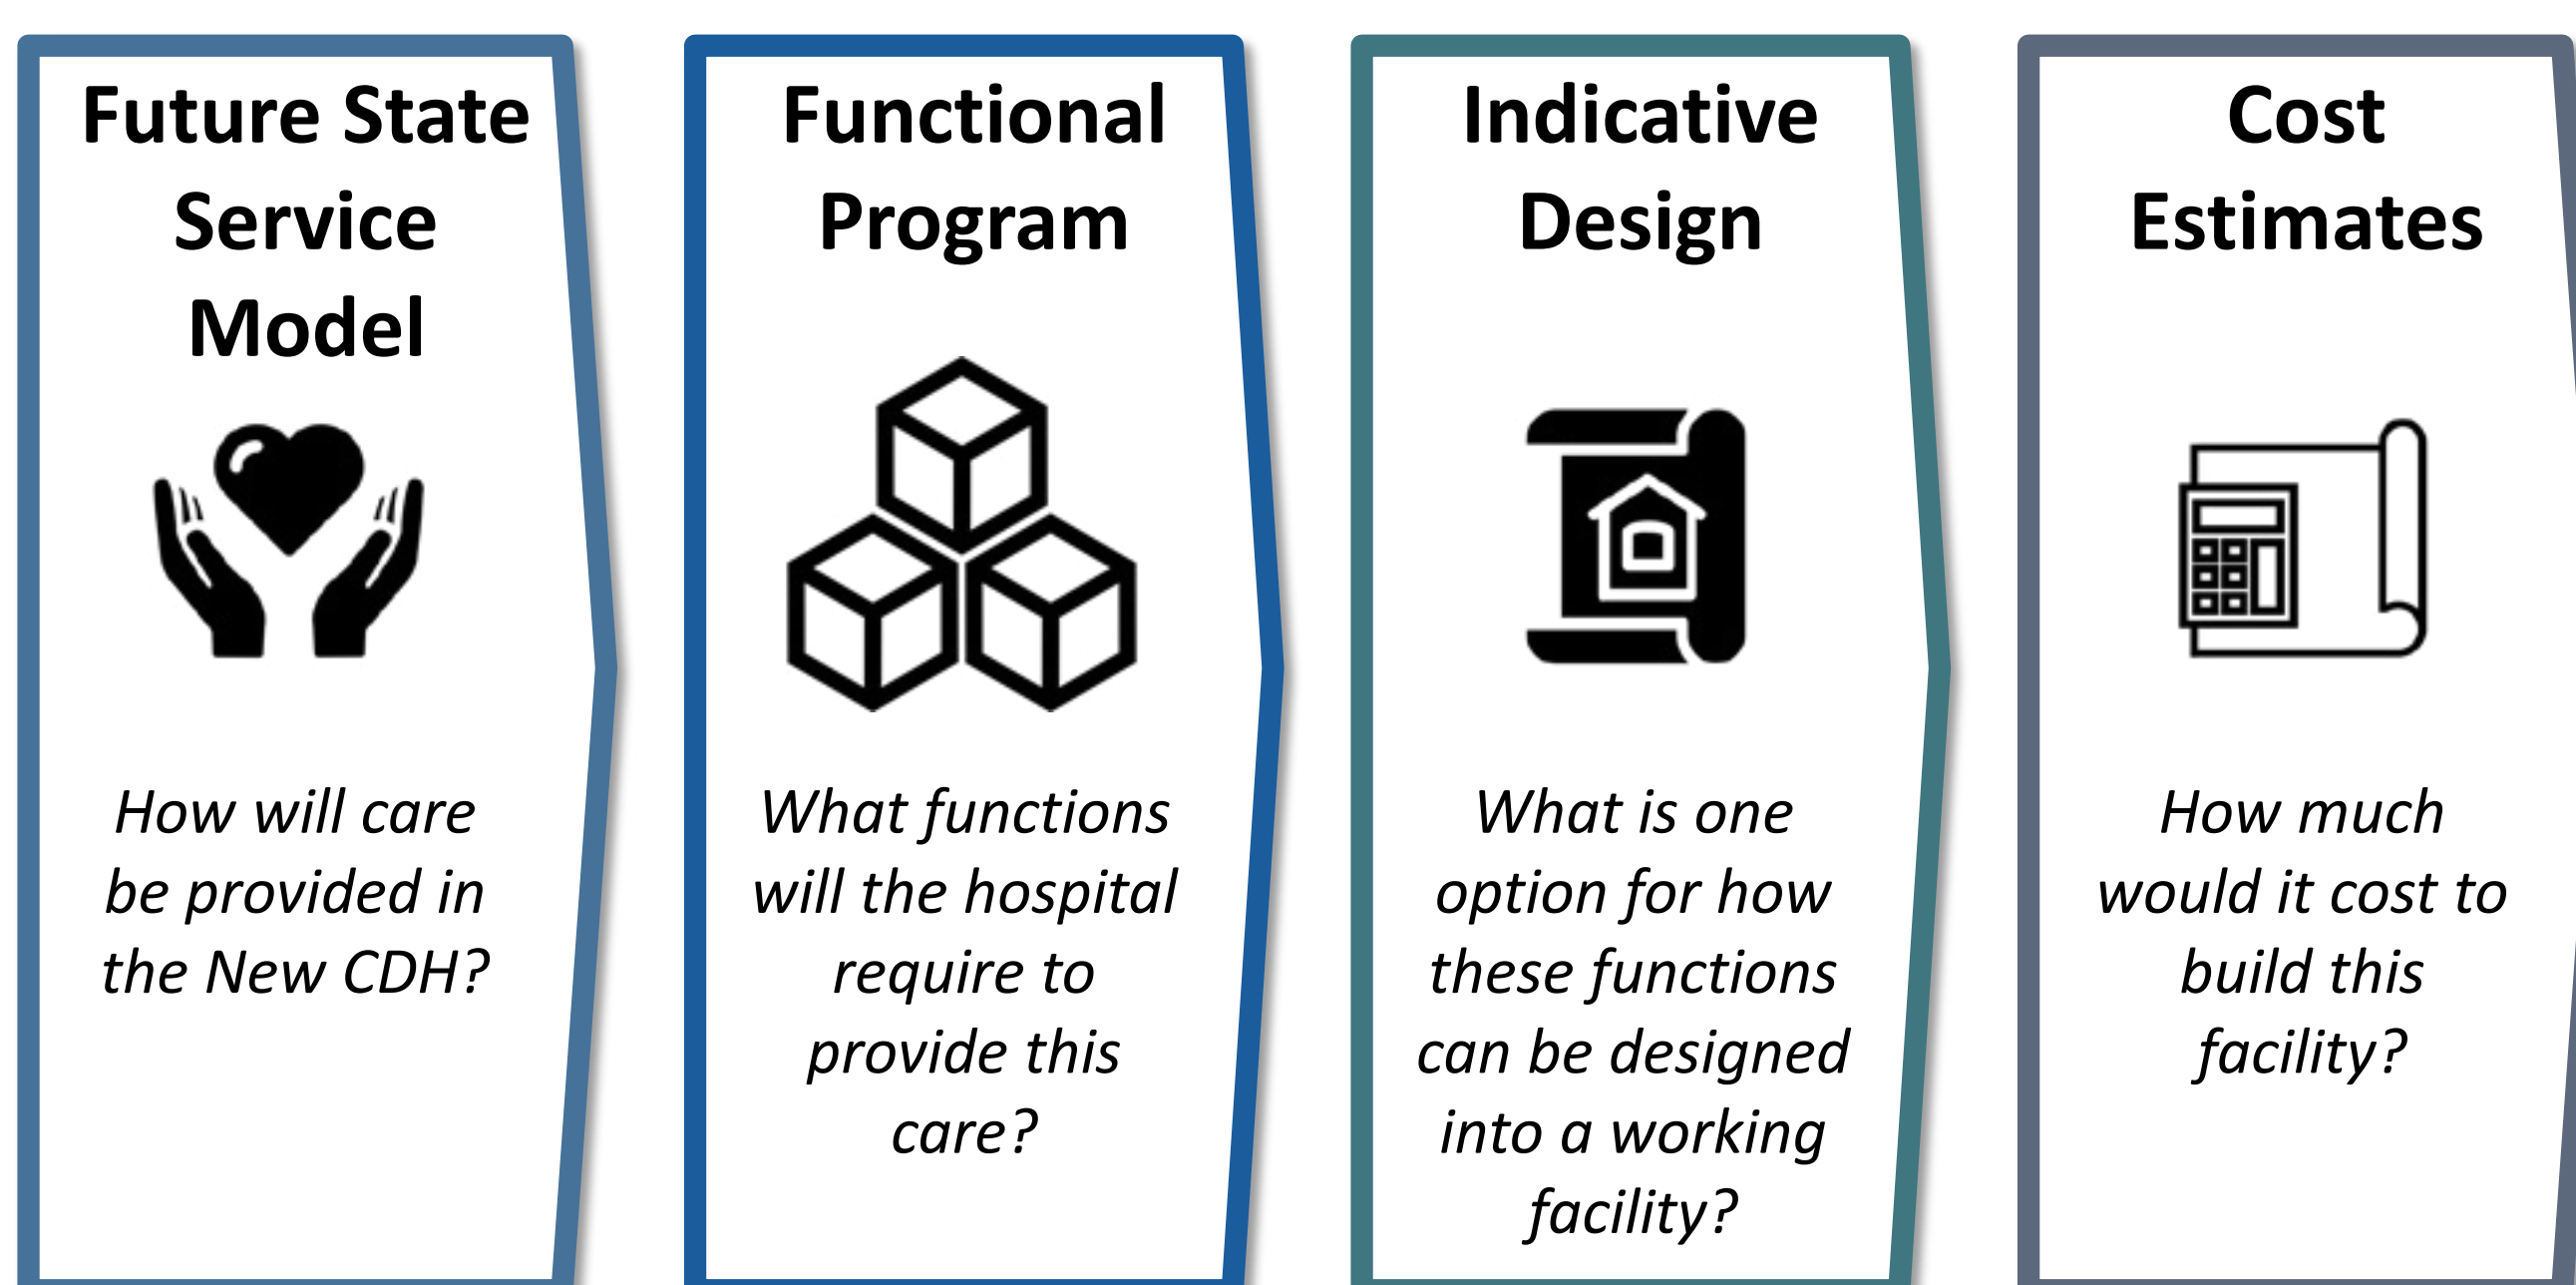 Future State
Service
Model
How will care
be provided in
the New CDH?
Functional
Program
What functions
will the hospital
require to
provide this
care?
Indicative
Design
What is one
option for how
these functions
can be designed
into a working
facility?
Cost
Estimates
How much
would it cost to
build this
facility?